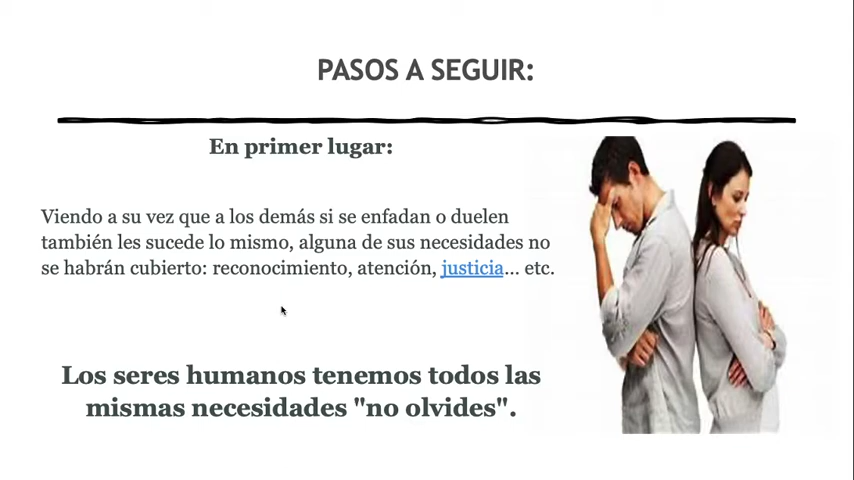 PASOS A SEGUIR:
En primer lugar:
Viendo a su vez que a los demás si se enfadan o duelen
también les sucede lo mismo, alguna de sus necesidades no
se habrán cubierto: reconocimiento, atención, justicia... etc.
Los seres humanos tenemos todos las
mismas necesidades "no olvides".